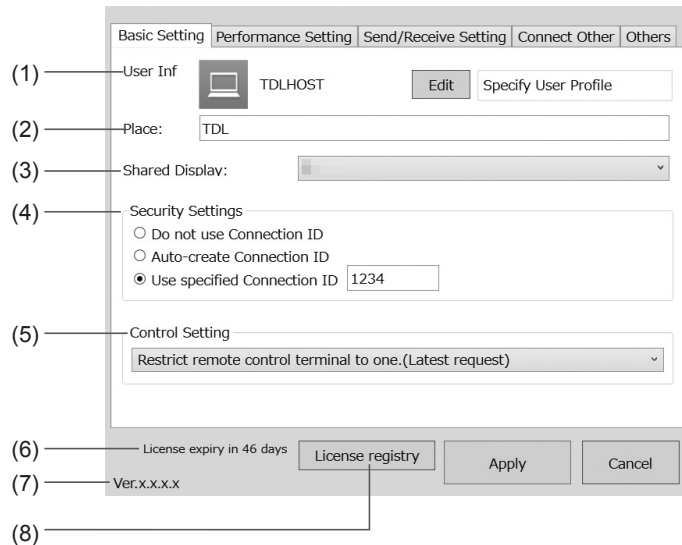 Basic Setting Performance Setting Send/Receive Setting Connect Other Others
(1) User Inf TDLHOST Edit Specify User Profile
(2) Place: TDL
(3) Shared Display:
(4) Security Settings
Do not use Connection ID
Auto-create Connection ID
Use specified Connection ID 1234
(5) Control Setting
Restrict remote control terminal to one.(Latest request)
(6) License expiry in 46 days License registry Apply Cancel
(7) Ver.x.x.x.x
(8)